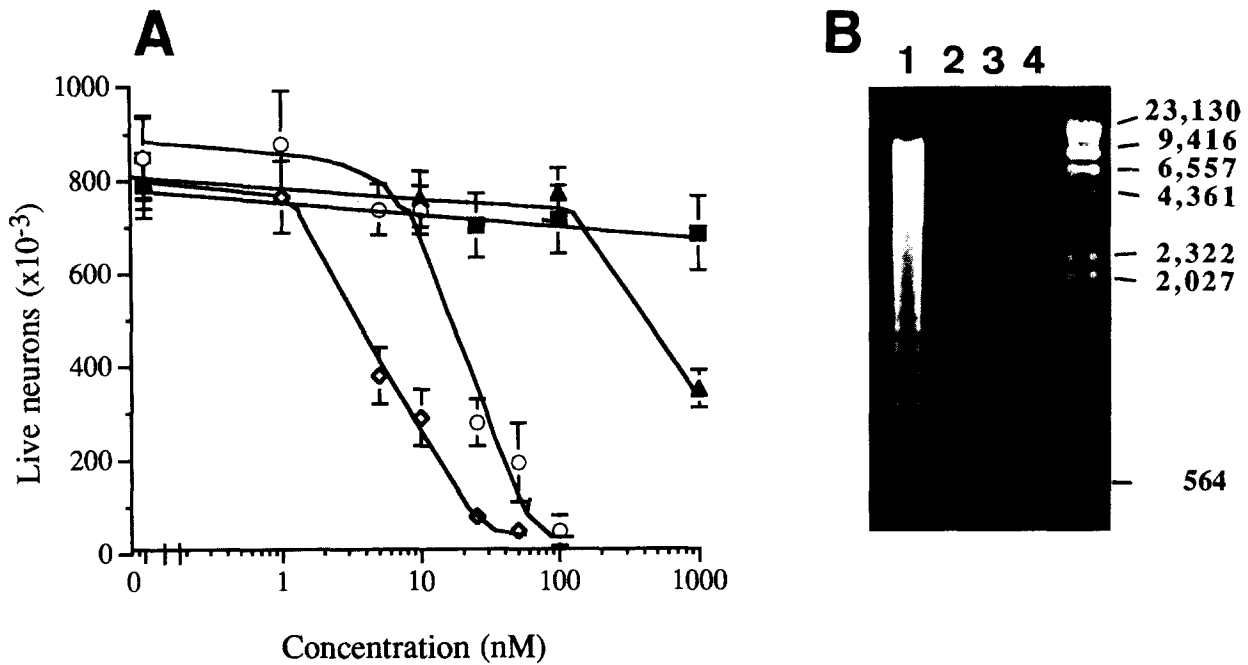 A
1000
800
600
400
200
0
Live neurons (x10⁻³)
0 1 10 100 1000
Concentration (nM)
B
1 2 3 4
23,130
9,416
6,557
4,361
2,322
2,027
564